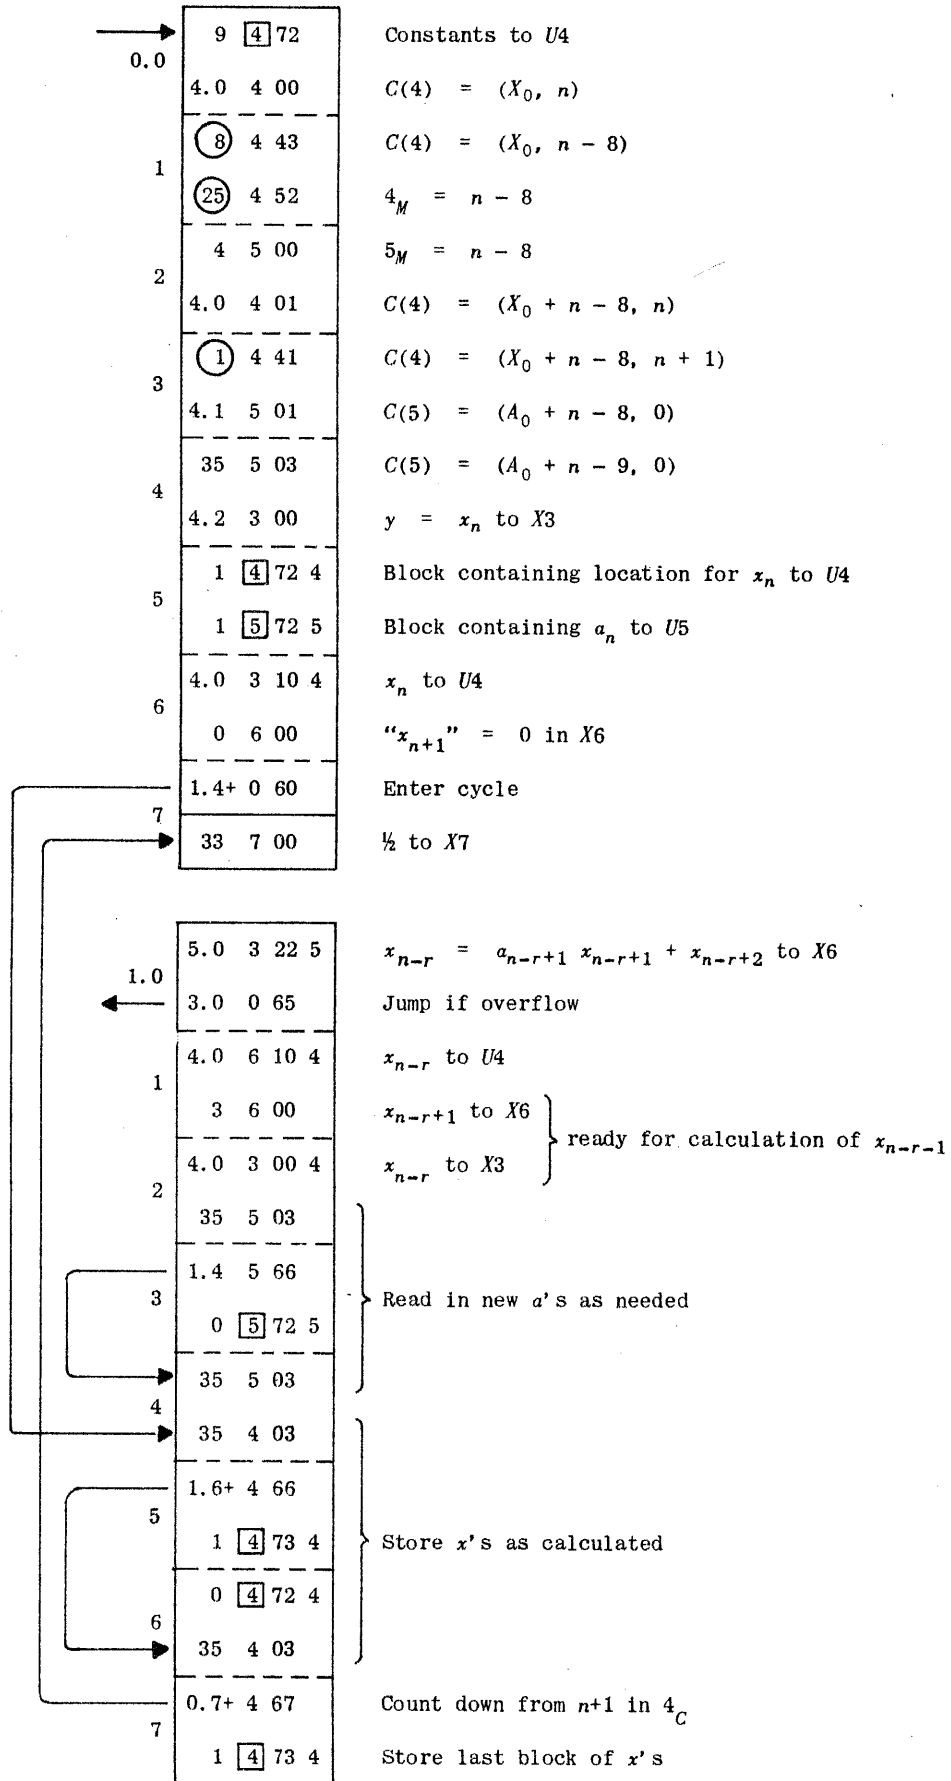 9 4 72 Constants to U4
0.0
4.0 4 00 C(4) = (X0, n)
8 4 43 C(4) = (X0, n - 8)
1
25 4 52 4M = n - 8
4 5 00 5M = n - 8
2
4.0 4 01 C(4) = (X0 + n - 8, n)
1 4 41 C(4) = (X0 + n - 8, n + 1)
3
4.1 5 01 C(5) = (A0 + n - 8, 0)
35 5 03 C(5) = (A0 + n - 9, 0)
4
4.2 3 00 y = xn to X3
1 4 72 4 Block containing location for xn to U4
5
1 5 72 5 Block containing an to U5
4.0 3 10 4 xn to U4
6
0 6 00 “xn+1” = 0 in X6
1.4+ 0 60 Enter cycle
7
33 7 00 ½ to X7
5.0 3 22 5 xn-r = an-r+1 xn-r+1 + xn-r+2 to X6
1.0
3.0 0 65 Jump if overflow
4.0 6 10 4 xn-r to U4
1
3 6 00 xn-r+1 to X6
ready for calculation of xn-r-1
4.0 3 00 4 xn-r to X3
2
35 5 03
1.4 5 66
3 Read in new a's as needed
0 5 72 5
35 5 03
4
35 4 03
1.6+ 4 66
5
1 4 73 4 Store x's as calculated
0 4 72 4
6
35 4 03
0.7+ 4 67 Count down from n+1 in 4C
7
1 4 73 4 Store last block of x's